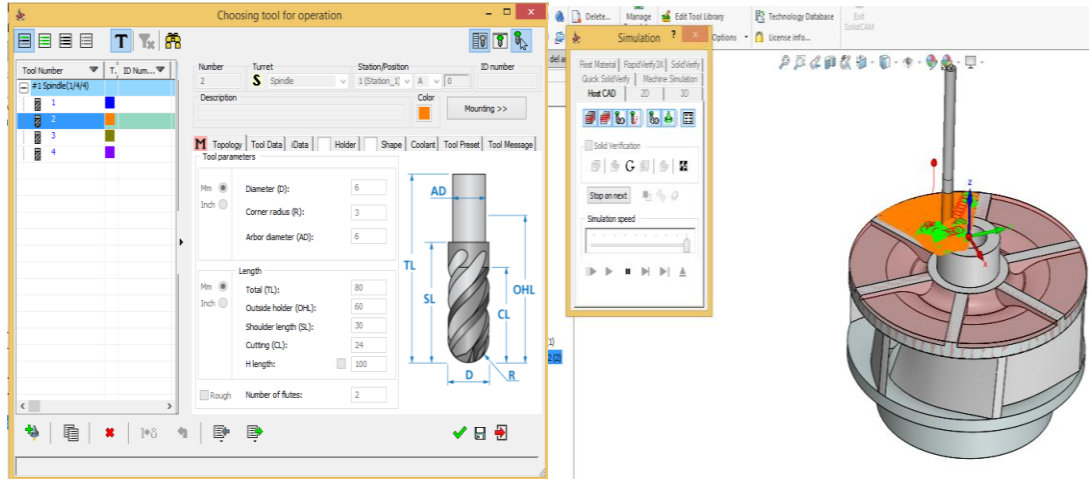 Choosing tool for operation
Tool Number T. ID Num...
#1 Spindle(1/4/4)
1
2
3
4
Number Turret Station/Position ID number
2 S Spindle 1 (Station_1) A 0
Description Color
Mounting >>
M Topology Tool Data iData Holder Shape Coolant Tool Preset Tool Message
Tool parameters
Mm
Inch
Diameter (D): 6
Corner radius (R): 3
Arbor diameter (AD): 6
Length
Mm
Inch
Total (TL): 80
Outside holder (OHL): 60
Shoulder length (SL): 30
Cutting (CL): 24
H length: 100
Rough Number of flutes: 2
AD
TL
OHL
SL
CL
D
R
Delete... Manage Edit Tool Library Technology Database Exit
SolidCAM
Options License info...
del a
Simulation ?
Rest Material RapidVerify3X SolidVerify
Quick SolidVerify Machine Simulation
Host CAD 2D 3D
Solid Verification
G
Stop on next
Simulation speed
1)
2 (2)
Z
X